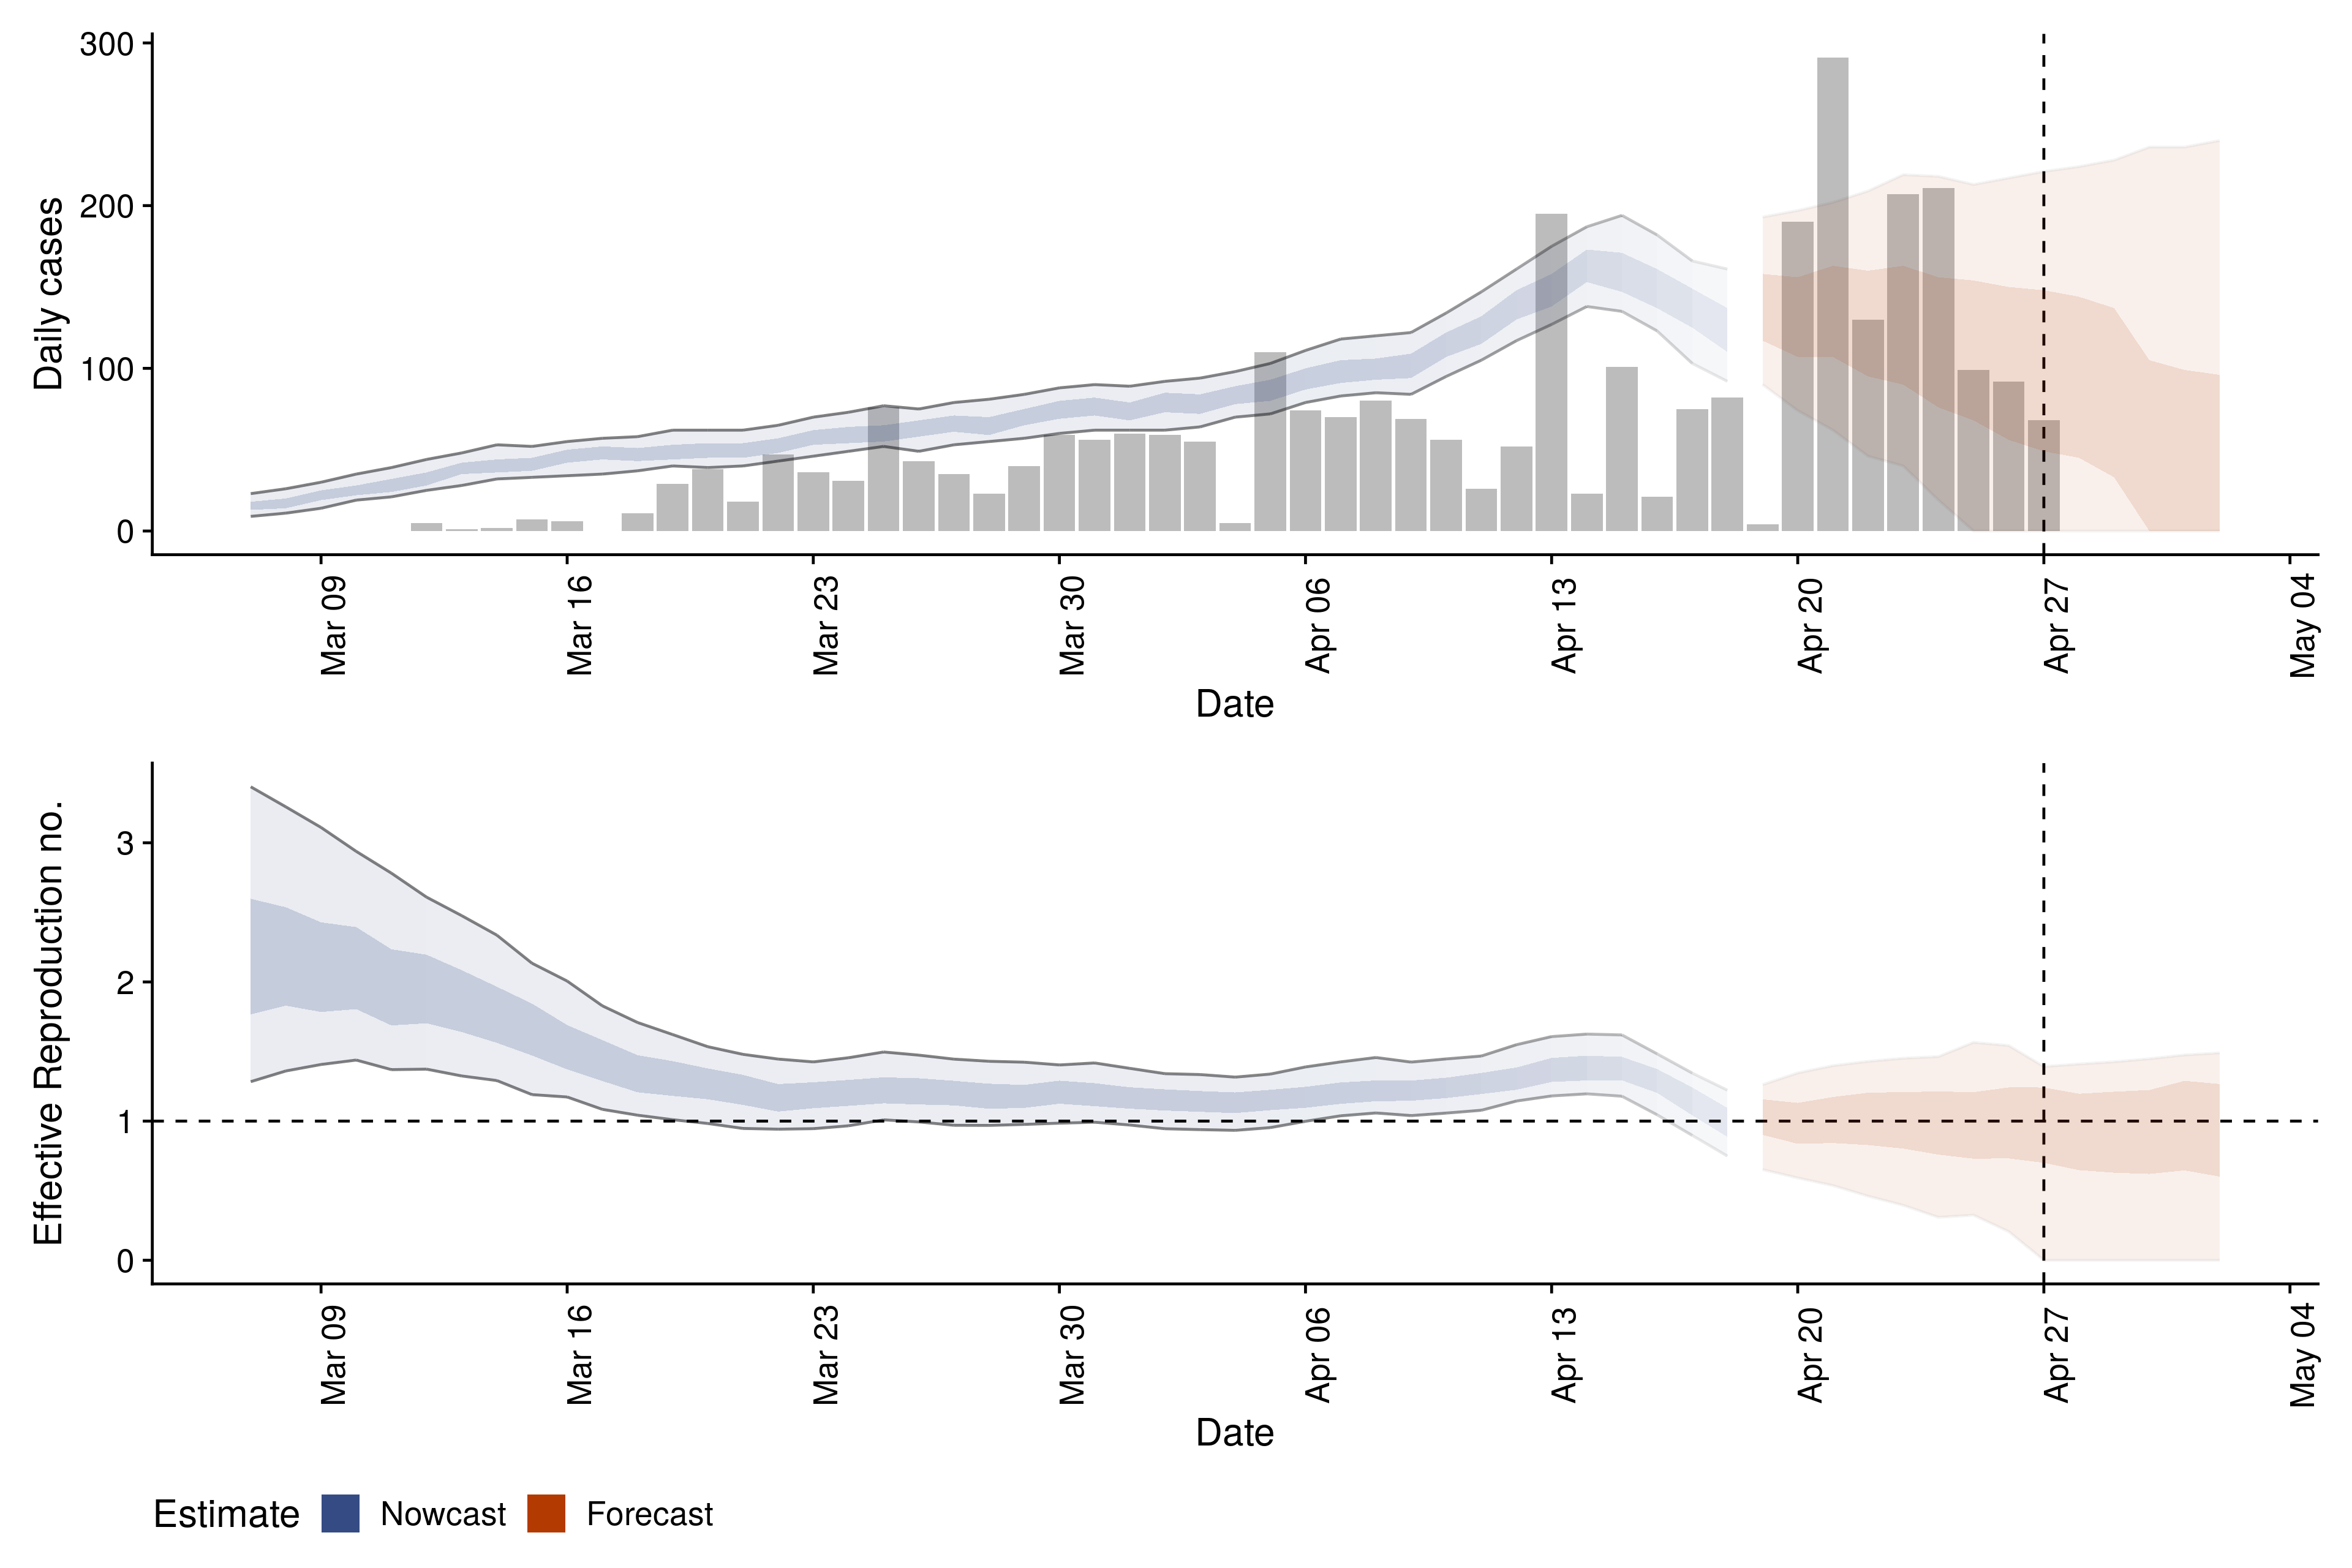 300
200
100
0
Daily cases
Mar 09
Mar 16
Mar 23
Mar 30
Apr 06
Apr 13
Apr 20
Apr 27
May 04
Date
3
2
1
0
Effective Reproduction no.
Mar 09
Mar 16
Mar 23
Mar 30
Apr 06
Apr 13
Apr 20
Apr 27
May 04
Date
Estimate Nowcast Forecast